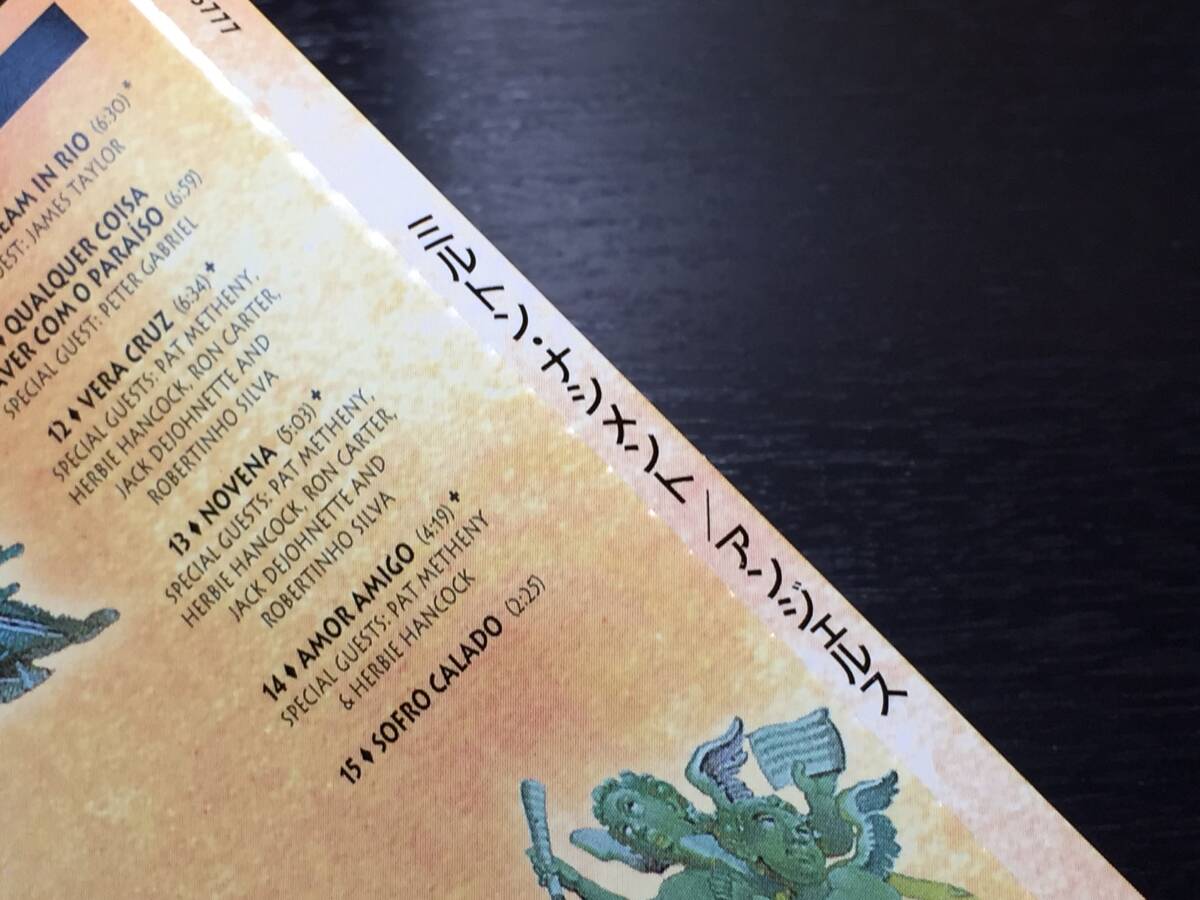 6777
EAM IN RIO (6:30)*
EST: JAMES TAYLOR
♦ QUALQUER COISA
AVER COM O PARAÍSO (6:59)
SPECIAL GUEST: PETER GABRIEL
12 ♦ VERA CRUZ (6:34)+
SPECIAL GUESTS: PAT METHENY,
HERBIE HANCOCK, RON CARTER,
JACK DEJOHNETTE AND
ROBERTINHO SILVA
13 ♦ NOVENA (5:03)+
SPECIAL GUESTS: PAT METHENY,
HERBIE HANCOCK, RON CARTER,
JACK DEJOHNETTE AND
ROBERTINHO SILVA
14 ♦ AMOR AMIGO (4:19)+
SPECIAL GUESTS: PAT METHENY
& HERBIE HANCOCK
15 ♦ SOFRO CALADO (2:25)
ミルトン・ナシメント／アンジェルス